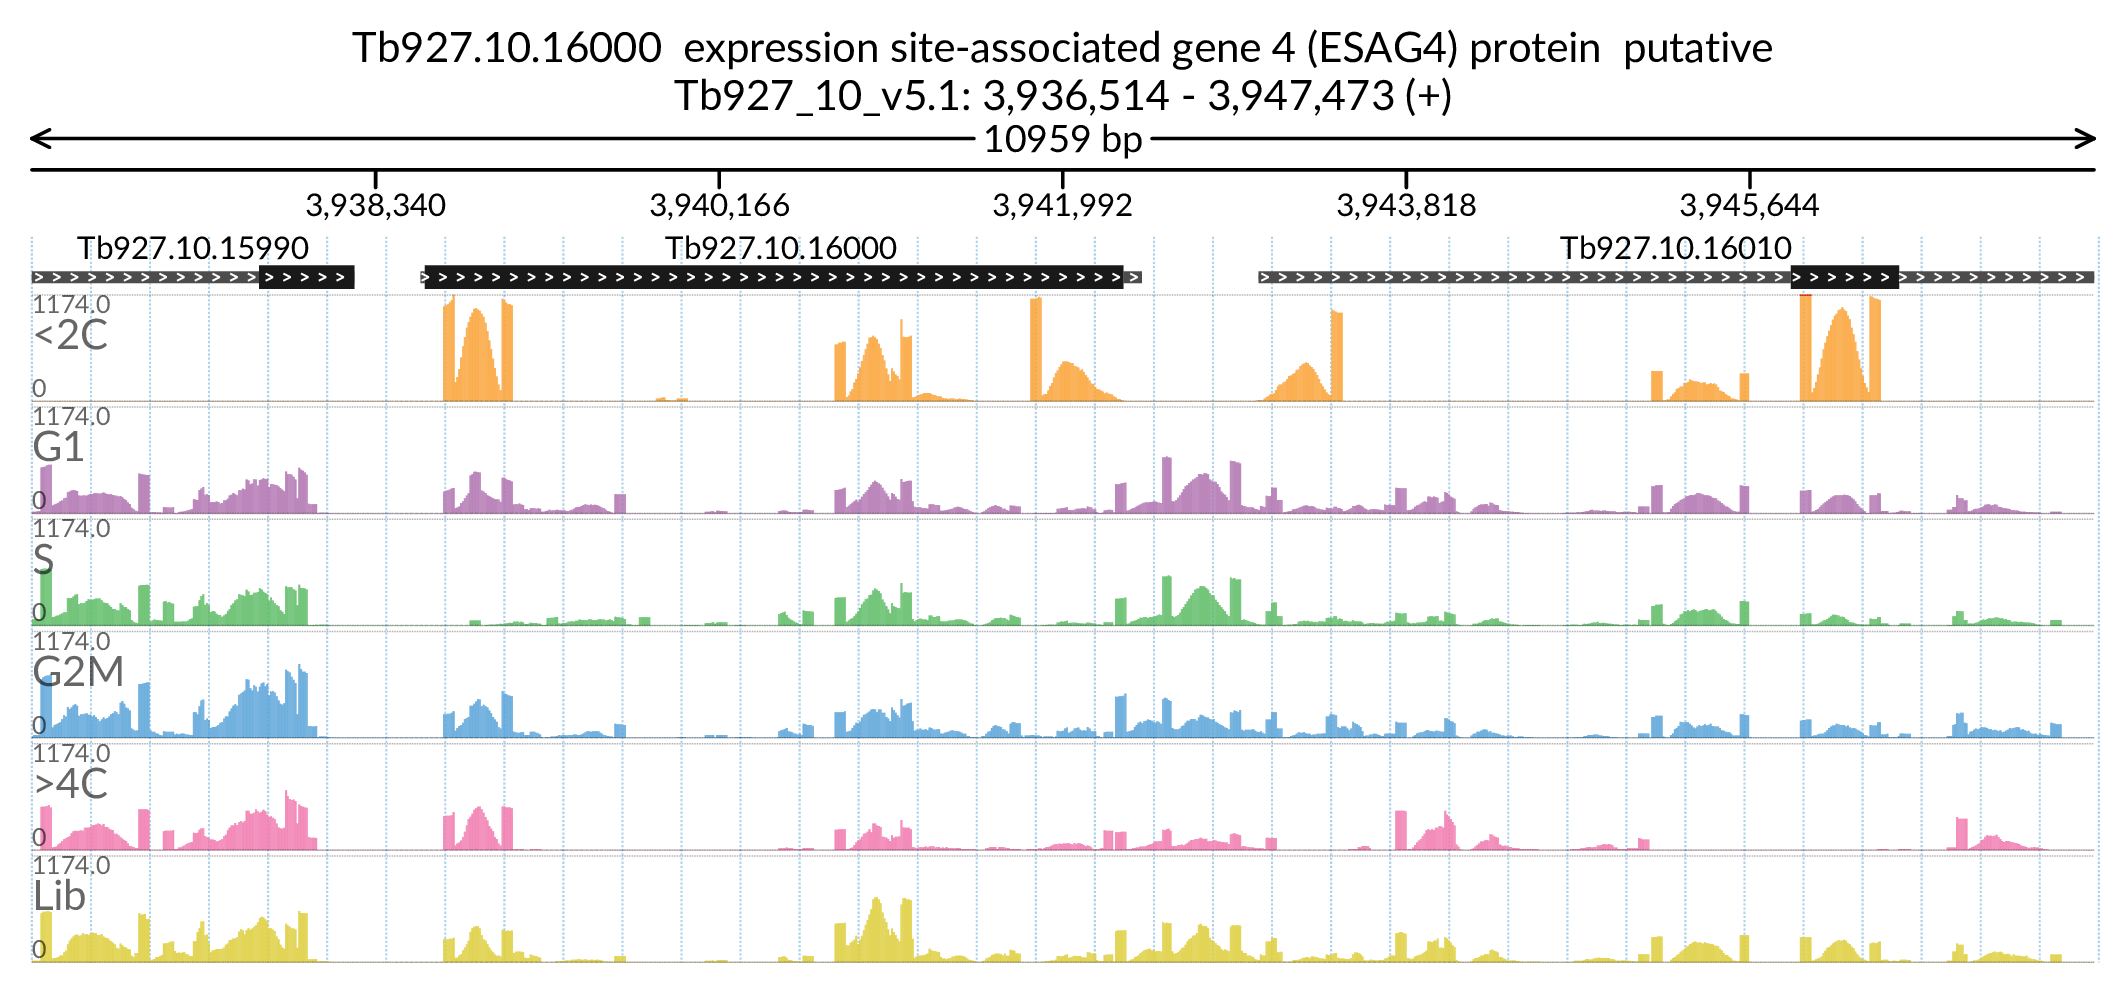 Tb927.10.16000 expression site-associated gene 4 (ESAG4) protein putative
Tb927_10_v5.1: 3,936,514 - 3,947,473 (+)
10959 bp
3,938,340 3,940,166 3,941,992 3,943,818 3,945,644
Tb927.10.15990 Tb927.10.16000 Tb927.10.16010
1174.0
<2C
0
1174.0
G1
0
1174.0
S
0
1174.0
G2M
0
1174.0
>4C
0
1174.0
Lib
0